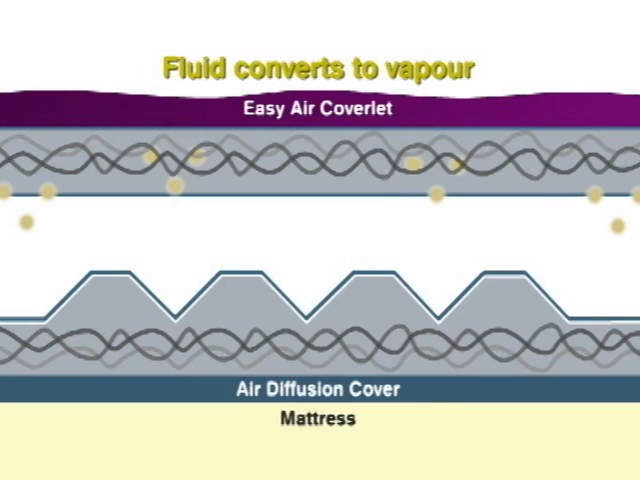 Fluid converts to vapour
Easy Air Coverlet
Air Diffusion Cover
Mattress